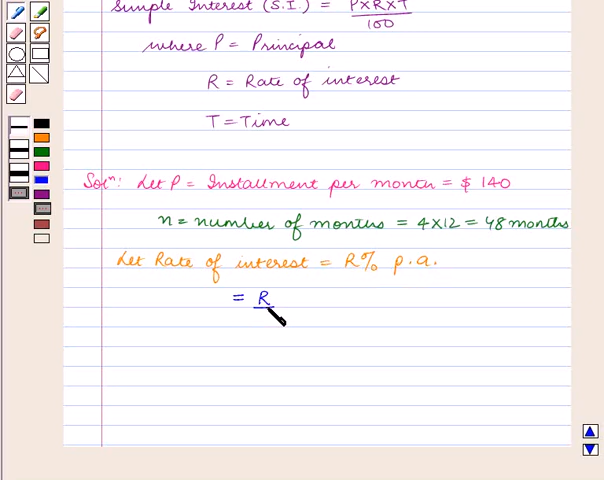 Simple Interest (S.I.) = P×R×T / 100
where P = Principal
R = Rate of interest
T = Time
Solⁿ: Let P = Installment per month = $ 140
n = number of months = 4×12 = 48 months
Let Rate of interest = R% p.a.
= R